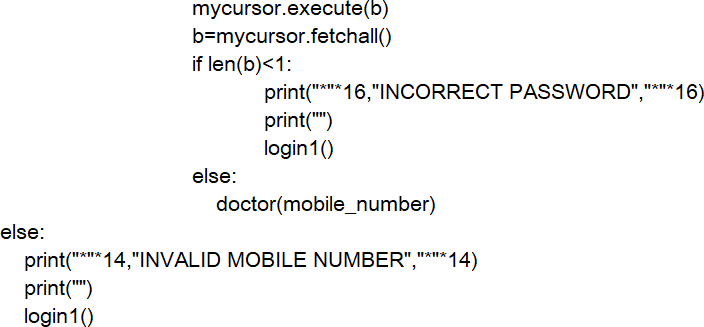 mycursor.execute(b)
b=mycursor.fetchall()
if len(b)<1:
print("*"*16,"INCORRECT PASSWORD","*"*16)
print("")
login1()
else:
doctor(mobile_number)
else:
print("*"*14,"INVALID MOBILE NUMBER","*"*14)
print("")
login1()